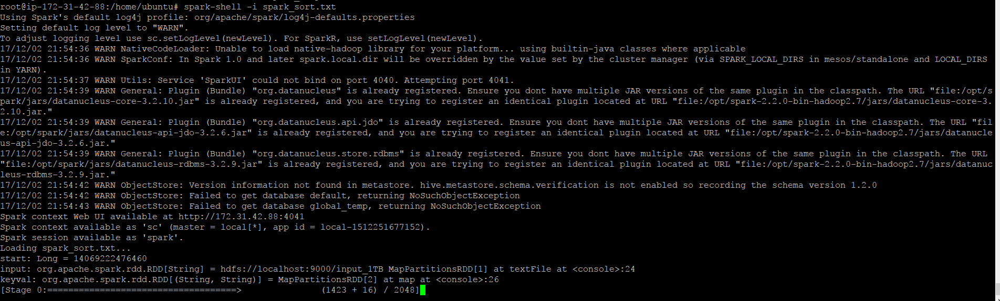 root@ip-172-31-42-88:/home/ubuntu# spark-shell -i spark_sort.txt
Using Spark's default log4j profile: org/apache/spark/log4j-defaults.properties
Setting default log level to "WARN".
To adjust logging level use sc.setLogLevel(newLevel). For SparkR, use setLogLevel(newLevel).
17/12/02 21:54:36 WARN NativeCodeLoader: Unable to load native-hadoop library for your platform... using builtin-java classes where applicable
17/12/02 21:54:36 WARN SparkConf: In Spark 1.0 and later spark.local.dir will be overridden by the value set by the cluster manager (via SPARK_LOCAL_DIRS in mesos/standalone and LOCAL_DIRS
in YARN).
17/12/02 21:54:37 WARN Utils: Service 'SparkUI' could not bind on port 4040. Attempting port 4041.
17/12/02 21:54:39 WARN General: Plugin (Bundle) "org.datanucleus" is already registered. Ensure you dont have multiple JAR versions of the same plugin in the classpath. The URL "file:/opt/s
park/jars/datanucleus-core-3.2.10.jar" is already registered, and you are trying to register an identical plugin located at URL "file:/opt/spark-2.2.0-bin-hadoop2.7/jars/datanucleus-core-3.
2.10.jar."
17/12/02 21:54:39 WARN General: Plugin (Bundle) "org.datanucleus.api.jdo" is already registered. Ensure you dont have multiple JAR versions of the same plugin in the classpath. The URL "fil
e:/opt/spark/jars/datanucleus-api-jdo-3.2.6.jar" is already registered, and you are trying to register an identical plugin located at URL "file:/opt/spark-2.2.0-bin-hadoop2.7/jars/datanucle
us-api-jdo-3.2.6.jar."
17/12/02 21:54:39 WARN General: Plugin (Bundle) "org.datanucleus.store.rdbms" is already registered. Ensure you dont have multiple JAR versions of the same plugin in the classpath. The URL
"file:/opt/spark/jars/datanucleus-rdbms-3.2.9.jar" is already registered, and you are trying to register an identical plugin located at URL "file:/opt/spark-2.2.0-bin-hadoop2.7/jars/datanuc
leus-rdbms-3.2.9.jar."
17/12/02 21:54:42 WARN ObjectStore: Version information not found in metastore. hive.metastore.schema.verification is not enabled so recording the schema version 1.2.0
17/12/02 21:54:42 WARN ObjectStore: Failed to get database default, returning NoSuchObjectException
17/12/02 21:54:43 WARN ObjectStore: Failed to get database global_temp, returning NoSuchObjectException
Spark context Web UI available at http://172.31.42.88:4041
Spark context available as 'sc' (master = local[*], app id = local-1512251677152).
Spark session available as 'spark'.
Loading spark_sort.txt...
start: Long = 14069222476460
input: org.apache.spark.rdd.RDD[String] = hdfs://localhost:9000/input_1TB MapPartitionsRDD[1] at textFile at <console>:24
keyval: org.apache.spark.rdd.RDD[(String, String)] = MapPartitionsRDD[2] at map at <console>:26
[Stage 0:====================================>               (1423 + 16) / 2048]